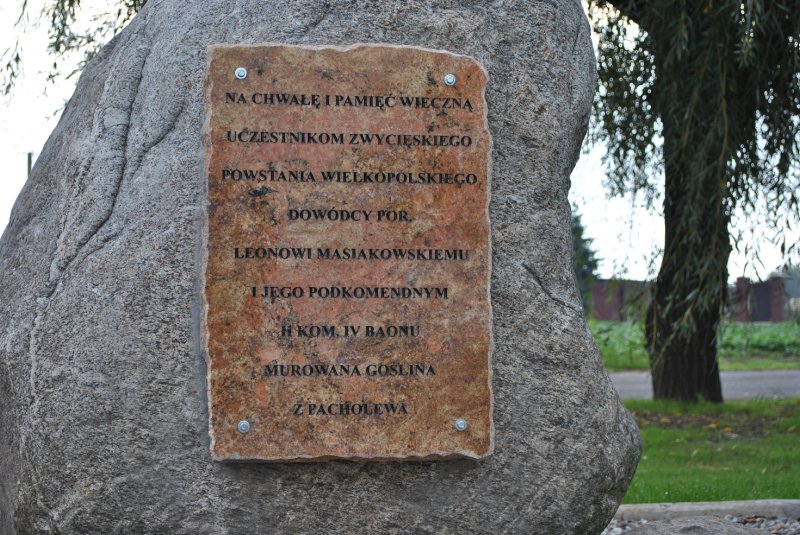 NA CHWAŁĘ I PAMIĘĆ WIECZNĄ
UCZESTNIKOM ZWYCIĘSKIEGO
POWSTANIA WIELKOPOLSKIEGO,
DOWÓDCY POR.
LEONOWI MASIAKOWSKIEMU
I JEGO PODKOMENDNYM
II KOM. IV BAONU
MUROWANA GOŚLINA
Z PACHOLEWA